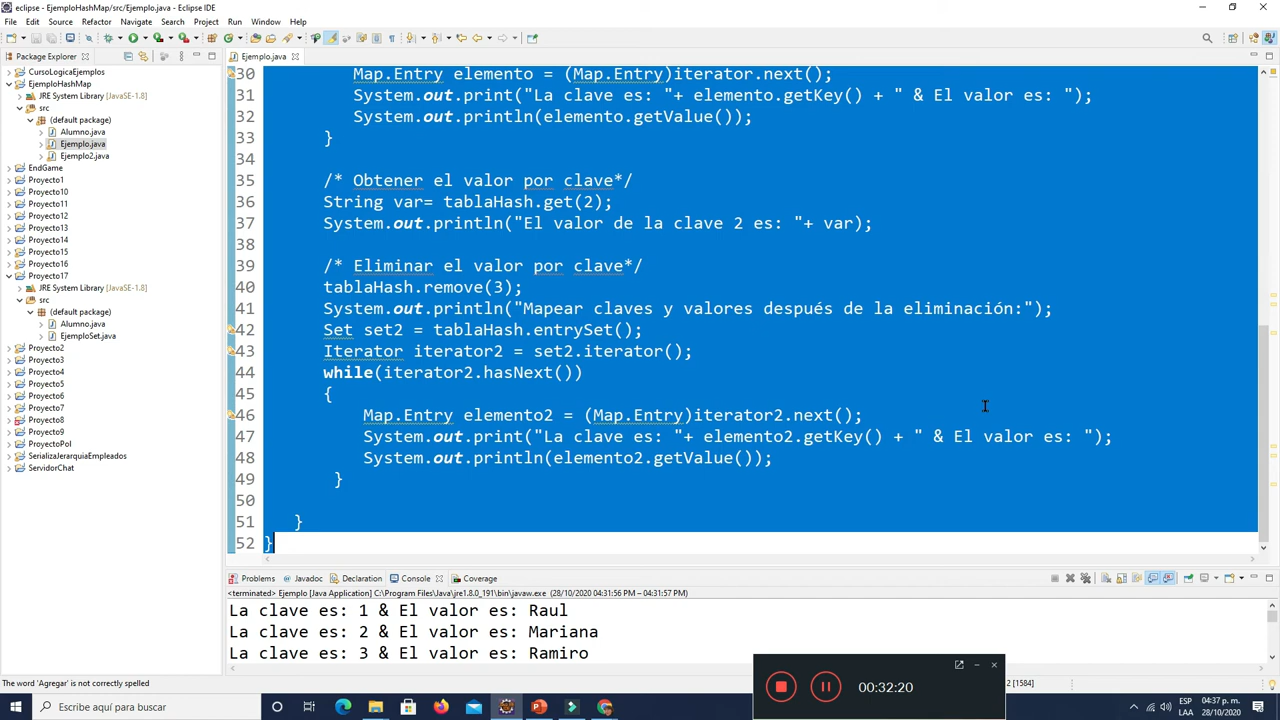 eclipse - EjemploHashMap/src/Ejemplo.java - Eclipse IDE
File Edit Source Refactor Navigate Search Project Run Window Help
Package Explorer
Ejemplo.java
CursoLogicaEjemplos
EjemploHashMap
JRE System Library [JavaSE-1.8]
src
(default package)
Alumno.java
Ejemplo.java
Ejemplo2.java
EndGame
Proyecto1
Proyecto10
Proyecto11
Proyecto12
Proyecto13
Proyecto14
Proyecto15
Proyecto16
Proyecto17
JRE System Library [JavaSE-1.8]
src
(default package)
Alumno.java
EjemploSet.java
Proyecto2
Proyecto3
Proyecto4
Proyecto5
Proyecto6
Proyecto7
Proyecto8
Proyecto9
ProyectoPol
SerializaJerarquiaEmpleados
ServidorChat
30 Map.Entry elemento = (Map.Entry)iterator.next();
31 System.out.print("La clave es: "+ elemento.getKey() + " & El valor es: ");
32 System.out.println(elemento.getValue());
33 }
34
35 /* Obtener el valor por clave*/
36 String var= tablaHash.get(2);
37 System.out.println("El valor de la clave 2 es: "+ var);
38
39 /* Eliminar el valor por clave*/
40 tablaHash.remove(3);
41 System.out.println("Mapear claves y valores después de la eliminación:");
42 Set set2 = tablaHash.entrySet();
43 Iterator iterator2 = set2.iterator();
44 while(iterator2.hasNext())
45 {
46 Map.Entry elemento2 = (Map.Entry)iterator2.next();
47 System.out.print("La clave es: "+ elemento2.getKey() + " & El valor es: ");
48 System.out.println(elemento2.getValue());
49 }
50
51 }
52 }
Problems Javadoc Declaration Console Coverage
<terminated> Ejemplo [Java Application] C:\Program Files\Java\jre1.8.0_191\bin\javaw.exe (28/10/2020 04:31:56 PM – 04:31:57 PM)
La clave es: 1 & El valor es: Raul
La clave es: 2 & El valor es: Mariana
La clave es: 3 & El valor es: Ramiro
The word 'Agregar' is not correctly spelled
2 [1584]
00:32:20
Escribe aquí para buscar
ESP
LAA
04:37 p. m.
28/10/2020